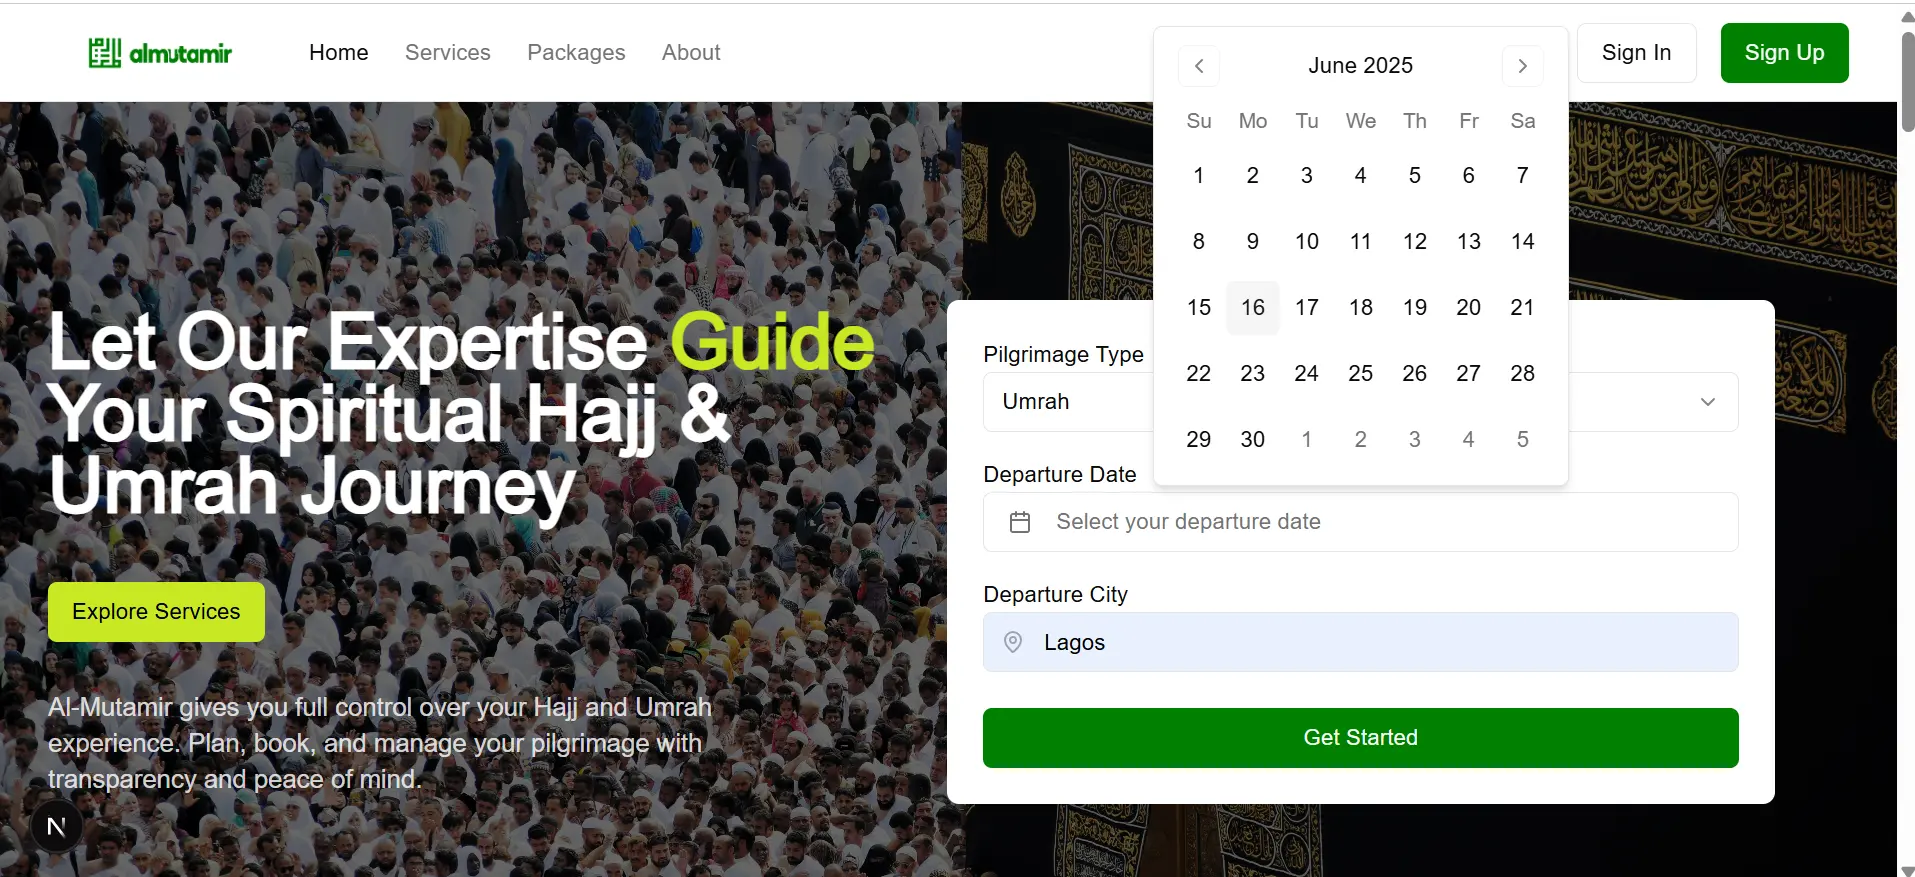 almutamir
Home Services Packages About
Sign In
Sign Up
June 2025
Su Mo Tu We Th Fr Sa
1 2 3 4 5 6 7
8 9 10 11 12 13 14
15 16 17 18 19 20 21
22 23 24 25 26 27 28
29 30 1 2 3 4 5
Let Our Expertise Guide
Your Spiritual Hajj &
Umrah Journey
Explore Services
Al-Mutamir gives you full control over your Hajj and Umrah
experience. Plan, book, and manage your pilgrimage with
transparency and peace of mind.
N
Pilgrimage Type
Umrah
Departure Date
Select your departure date
Departure City
Lagos
Get Started